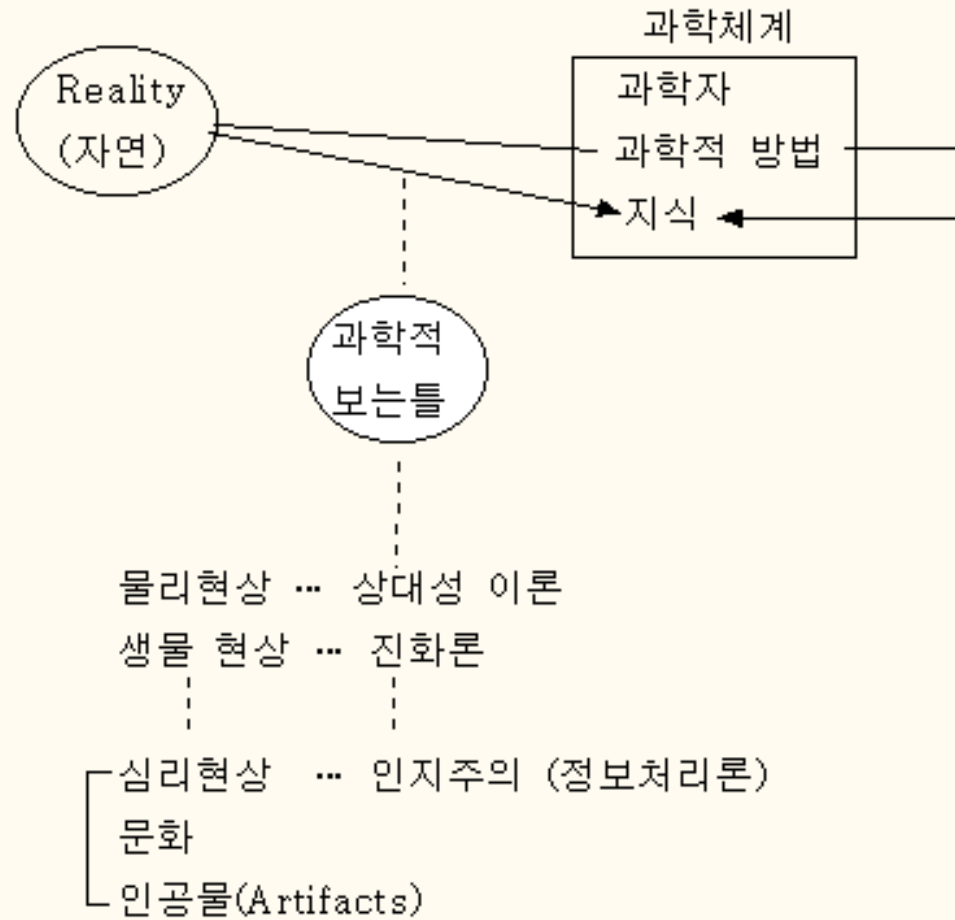 과학체계
Reality
(자연)
과학자
과학적 방법
지식
과학적
보는틀
물리현상 … 상대성 이론
생물 현상 … 진화론
심리현상 … 인지주의 (정보처리론)
문화
인공물(Artifacts)